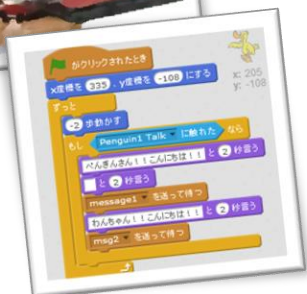 がクリックされたとき
x座標を 335 、y座標を -108 にする
x: 205
y: -108
ずっと
-2 歩動かす
もし Penguin1 Talk に触れた なら
ぺんぎんさん!!こんにちは!! と 2 秒言う
と 2 秒言う
message1 を送って待つ
わんちゃん!!こんにちは!! と 2 秒言う
msg2 を送って待つ